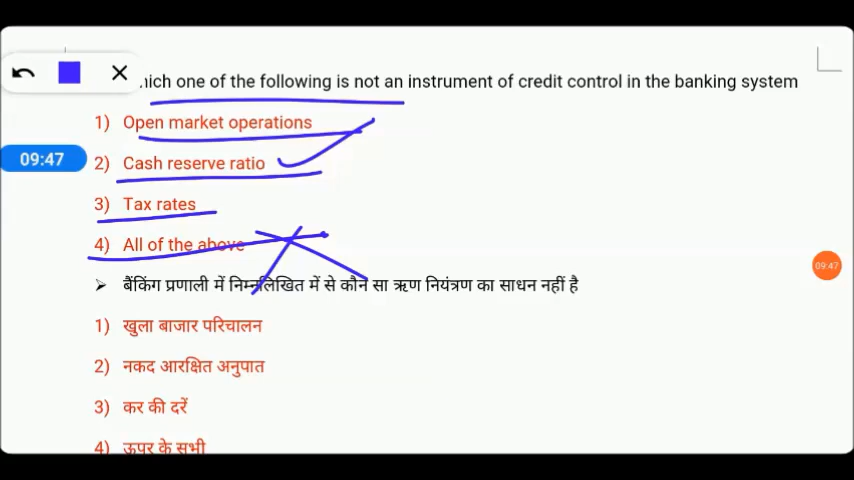 hich one of the following is not an instrument of credit control in the banking system
1) Open market operations
09:47
2) Cash reserve ratio
3) Tax rates
4) All of the above
09:47
➤ बैंकिंग प्रणाली में निम्नलिखित में से कौन सा ऋण नियंत्रण का साधन नहीं है
1) खुला बाजार परिचालन
2) नकद आरक्षित अनुपात
3) कर की दरें
4) ऊपर के सभी